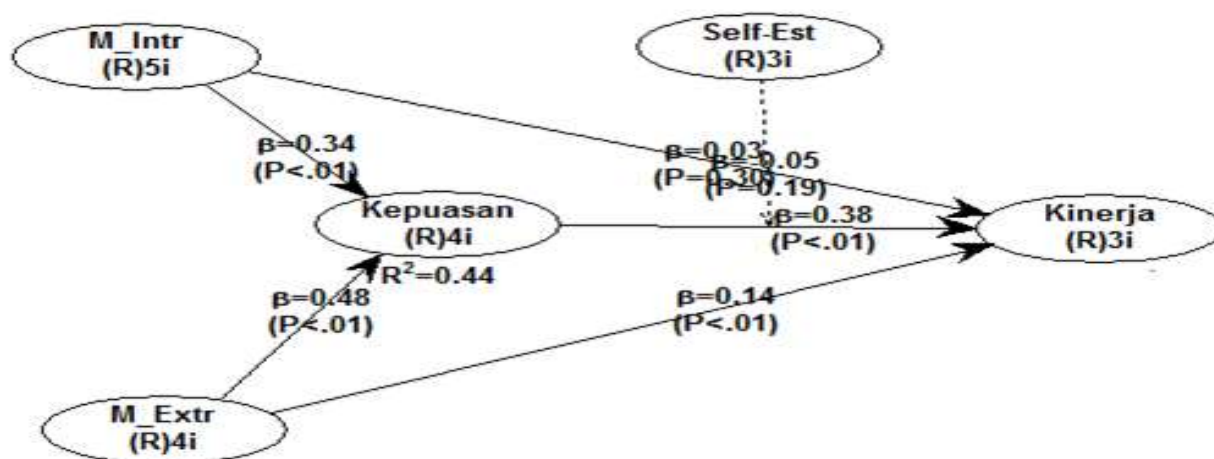 M_Intr
(R)5i
Self-Est
(R)3i
β=0.34
(P<.01)
β=0.03
(P=0.30)
β=-0.05
(P=0.19)
Kepuasan
(R)4i
R²=0.44
β=0.38
(P<.01)
Kinerja
(R)3i
β=0.48
(P<.01)
β=0.14
(P<.01)
M_Extr
(R)4i